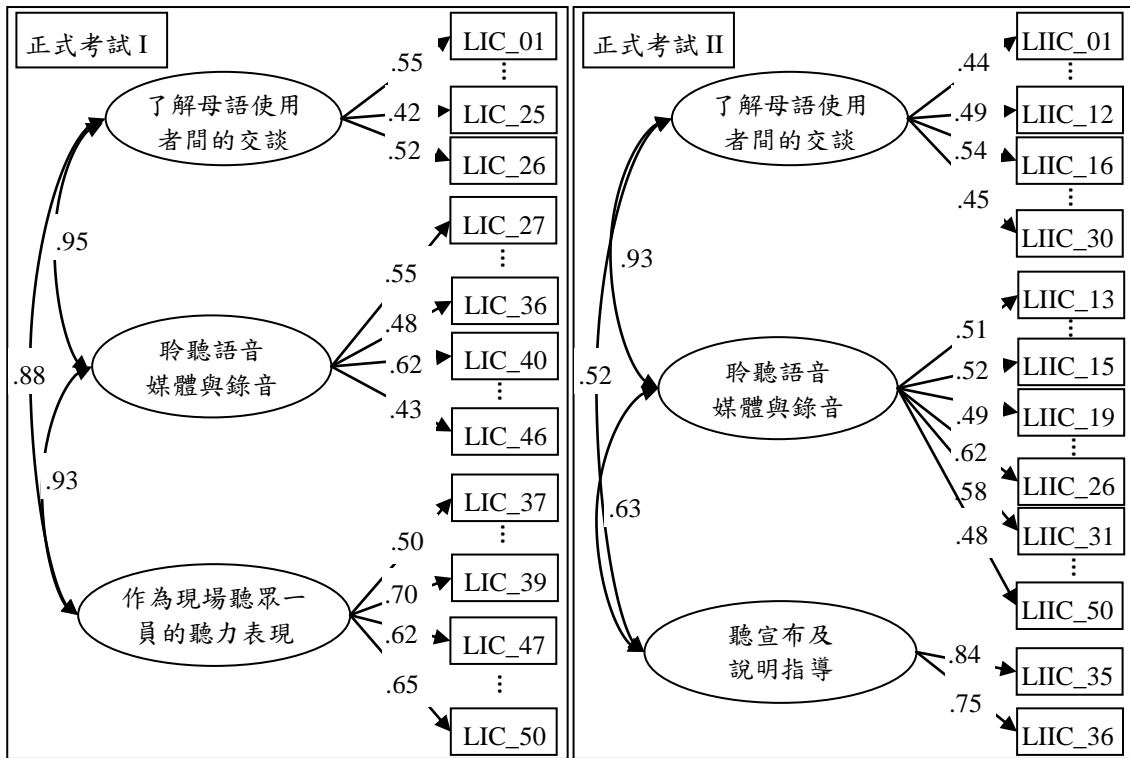 正式考試 I
了解母語使用
者間的交談
聆聽語音
媒體與錄音
作為現場聽眾一
員的聽力表現
.95
.88
.93
.55
.42
.52
.55
.48
.62
.43
.50
.70
.62
.65
LIC_01
LIC_25
LIC_26
LIC_27
LIC_36
LIC_40
LIC_46
LIC_37
LIC_39
LIC_47
LIC_50
正式考試 II
了解母語使用
者間的交談
聆聽語音
媒體與錄音
聽宣布及
說明指導
.93
.52
.63
.44
.49
.54
.45
.51
.52
.49
.62
.58
.48
.84
.75
LIIC_01
LIIC_12
LIIC_16
LIIC_30
LIIC_13
LIIC_15
LIIC_19
LIIC_26
LIIC_31
LIIC_50
LIIC_35
LIIC_36